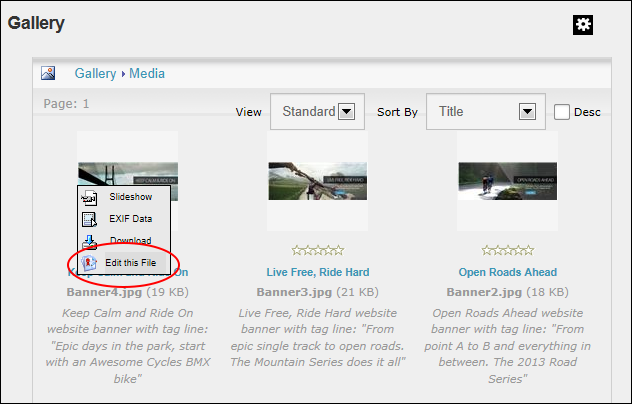 Gallery
Gallery Media
Page: 1
View Standard Sort By Title Desc
KEEP CALM & RIDE ON
LIVE FREE, RIDE HARD
OPEN ROADS AHEAD
Slideshow
EXIF Data
Download
Edit this File
Keep Calm and Ride On
Live Free, Ride Hard
Open Roads Ahead
Banner4.jpg (19 KB)
Banner3.jpg (21 KB)
Banner2.jpg (18 KB)
Keep Calm and Ride On
website banner with tag line:
"Epic days in the park, start
with an Awesome Cycles BMX
bike"
Live Free, Ride Hard website
banner with tag line: "From
epic single track to open roads.
The Mountain Series does it all"
Open Roads Ahead website
banner with tag line: "From
point A to B and everything in
between. The 2013 Road
Series"